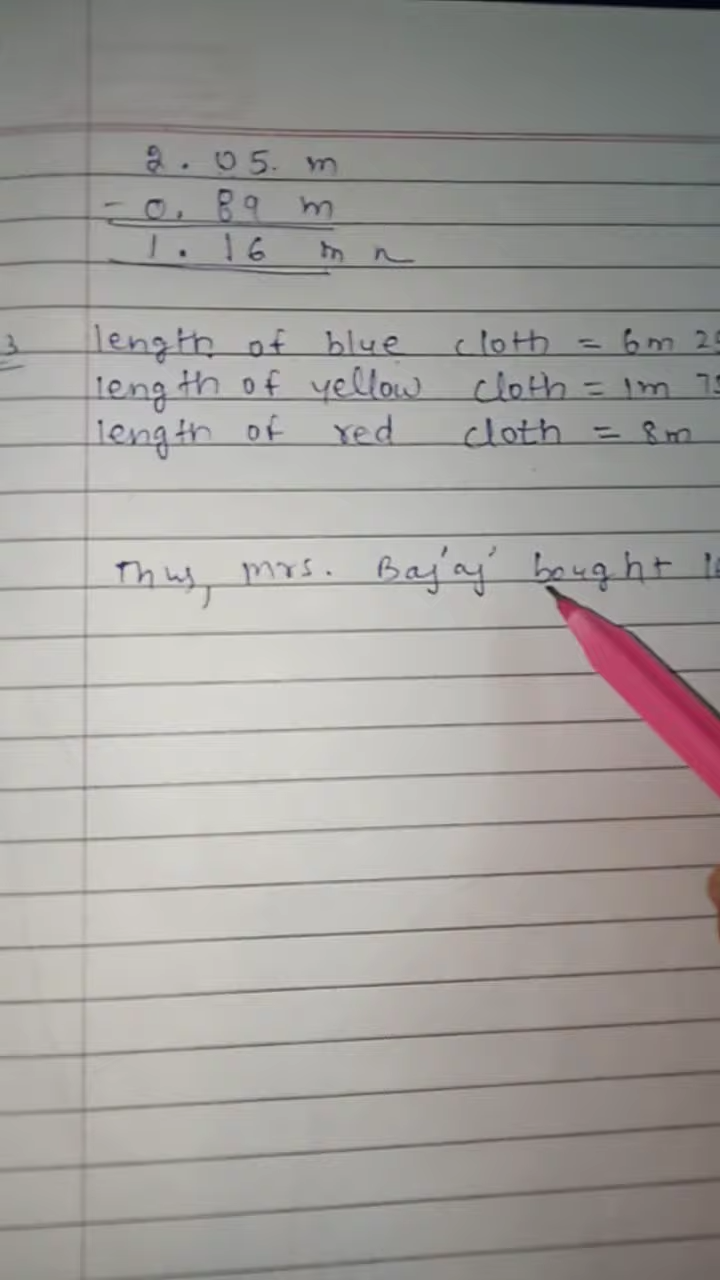 2.05. m
- 0.89 m
1.16 m
3 length of blue cloth = 6m
length of yellow cloth = 1m
length of red cloth = 8m
Thus, Mrs. Bajaj bought